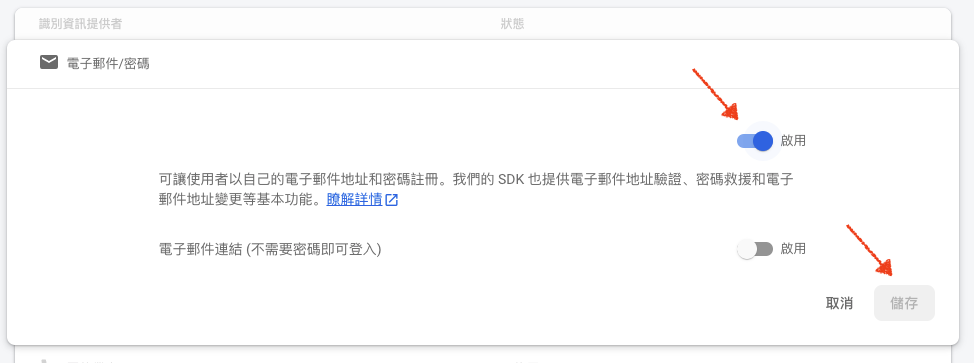 識別資訊提供者
狀態
電子郵件/密碼
啟用
可讓使用者以自己的電子郵件地址和密碼註冊。我們的 SDK 也提供電子郵件地址驗證、密碼救援和電子
郵件地址變更等基本功能。瞭解詳情
電子郵件連結 (不需要密碼即可登入)
啟用
取消
儲存